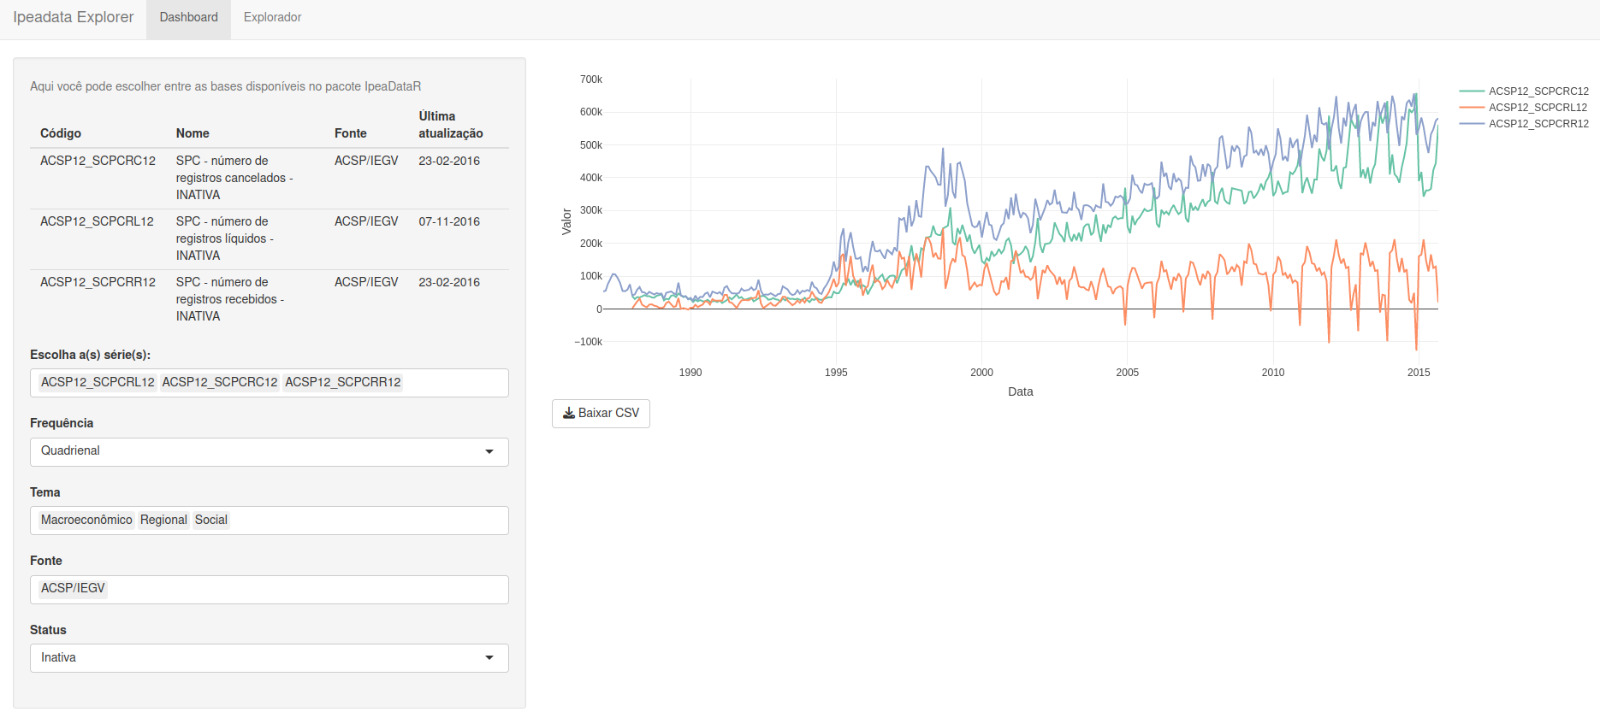 Ipeadata Explorer Dashboard Explorador
Aqui você pode escolher entre as bases disponíveis no pacote IpeaDataR
Última
Código Nome Fonte atualização
ACSP12_SCPCRC12 SPC - número de ACSP/IEGV 23-02-2016
registros cancelados -
INATIVA
ACSP12_SCPCRL12 SPC - número de ACSP/IEGV 07-11-2016
registros líquidos -
INATIVA
ACSP12_SCPCRR12 SPC - número de ACSP/IEGV 23-02-2016
registros recebidos -
INATIVA
Escolha a(s) série(s):
ACSP12_SCPCRL12 ACSP12_SCPCRC12 ACSP12_SCPCRR12
Frequência
Quadrienal
Tema
Macroeconômico Regional Social
Fonte
ACSP/IEGV
Status
Inativa
700k
600k
500k
400k
300k
200k
100k
0
−100k
Valor
1990 1995 2000 2005 2010 2015
Data
ACSP12_SCPCRC12
ACSP12_SCPCRL12
ACSP12_SCPCRR12
Baixar CSV